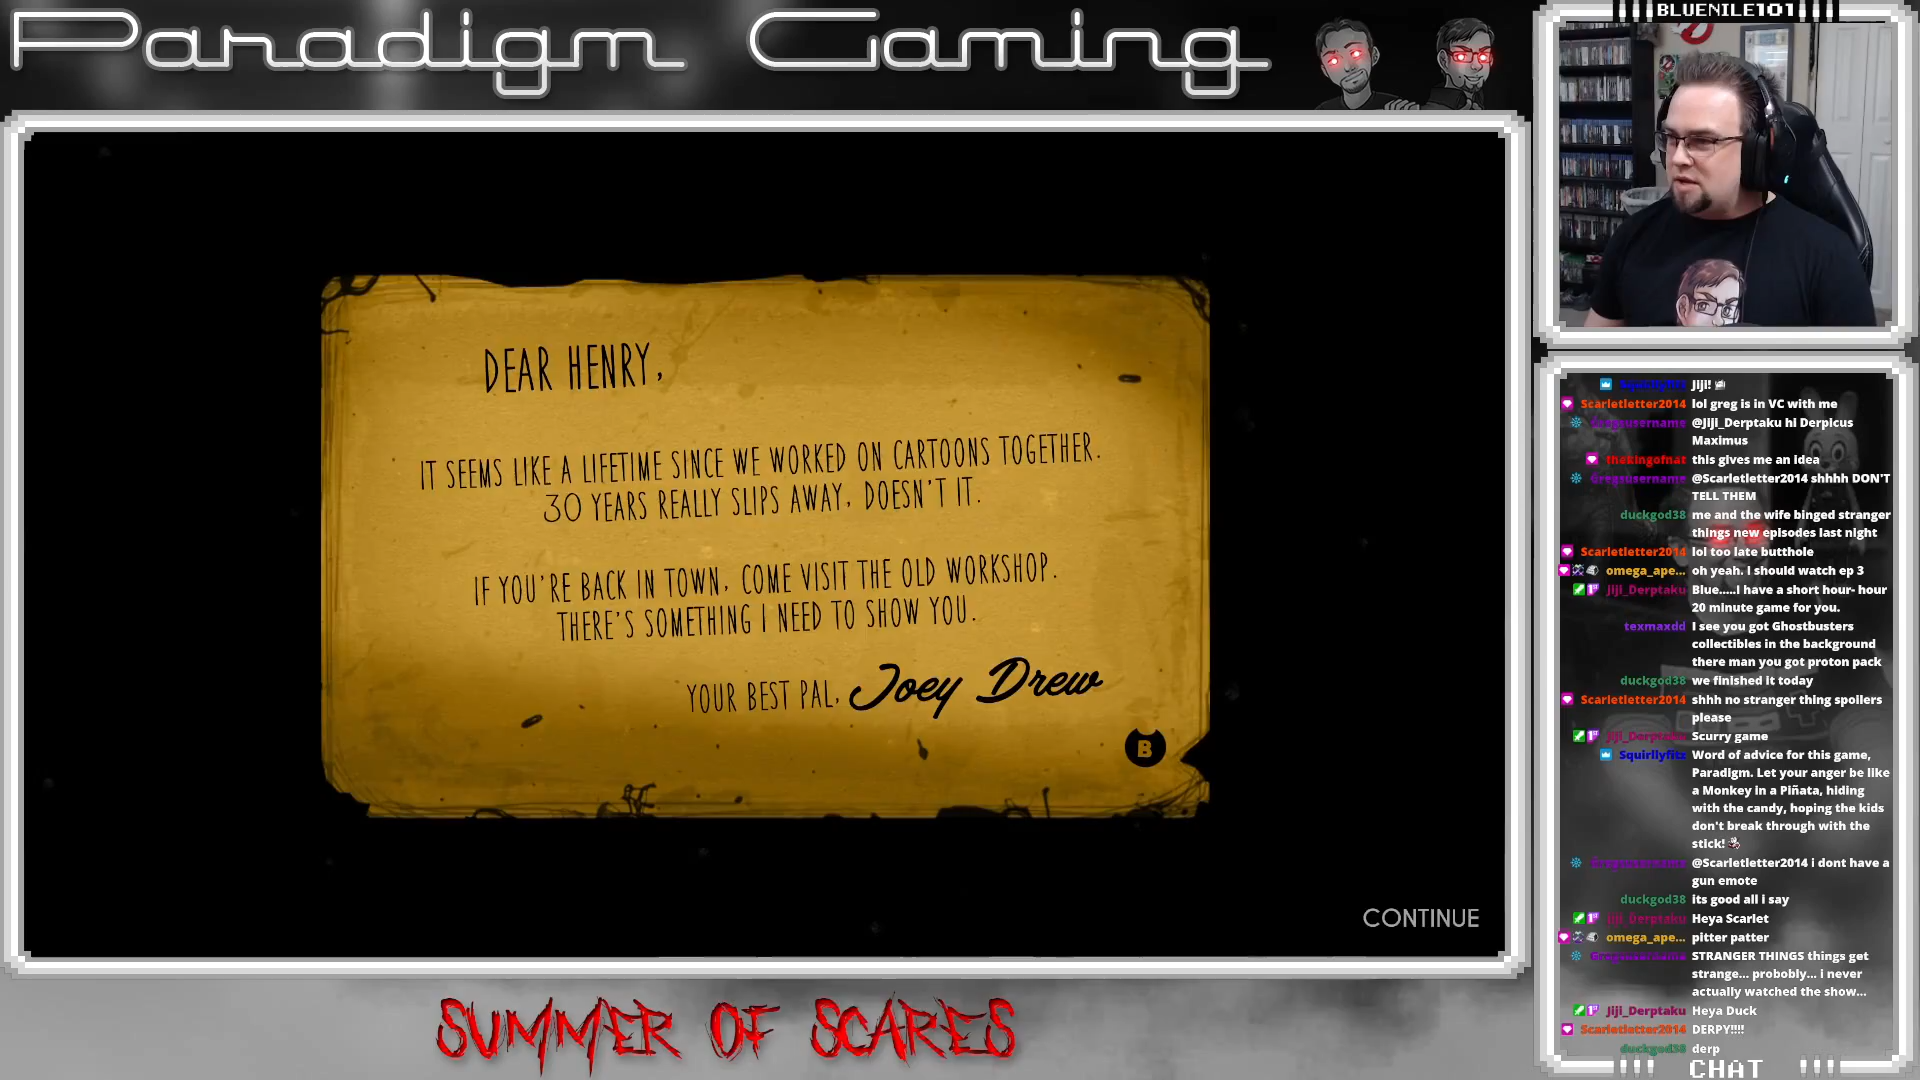 Paradigm Gaming
BLUENILE101
DEAR HENRY,
IT SEEMS LIKE A LIFETIME SINCE WE WORKED ON CARTOONS TOGETHER.
30 YEARS REALLY SLIPS AWAY, DOESN'T IT.
IF YOU'RE BACK IN TOWN, COME VISIT THE OLD WORKSHOP.
THERE'S SOMETHING I NEED TO SHOW YOU.
YOUR BEST PAL, Joey Drew
B
CONTINUE
SUMMER OF SCARES
Squirllyfitz Jiji!
Scarletletter2014 lol greg is in VC with me
Gregsusername @Jiji_Derptaku hi Derpicus
Maximus
thekingofnat this gives me an idea
Gregsusername @Scarletletter2014 shhhh DON'T
TELL THEM
duckgod38 me and the wife binged stranger
things new episodes last night
Scarletletter2014 lol too late butthole
omega_ape... oh yeah. I should watch ep 3
Jiji_Derptaku Blue.....I have a short hour- hour
20 minute game for you.
texmaxdd I see you got Ghostbusters
collectibles in the background
there man you got proton pack
duckgod38 we finished it today
Scarletletter2014 shhh no stranger thing spoilers
please
Jiji_Derptaku Scurry game
Squirllyfitz Word of advice for this game,
Paradigm. Let your anger be like
a Monkey in a Piñata, hiding
with the candy, hoping the kids
don't break through with the
stick!
Gregsusername @Scarletletter2014 i dont have a
gun emote
duckgod38 its good all i say
Jiji_Derptaku Heya Scarlet
omega_ape... pitter patter
Gregsusername STRANGER THINGS things get
strange... probobly... i never
actually watched the show...
Jiji_Derptaku Heya Duck
Scarletletter2014 DERPY!!!!
duckgod38 derp
CHAT